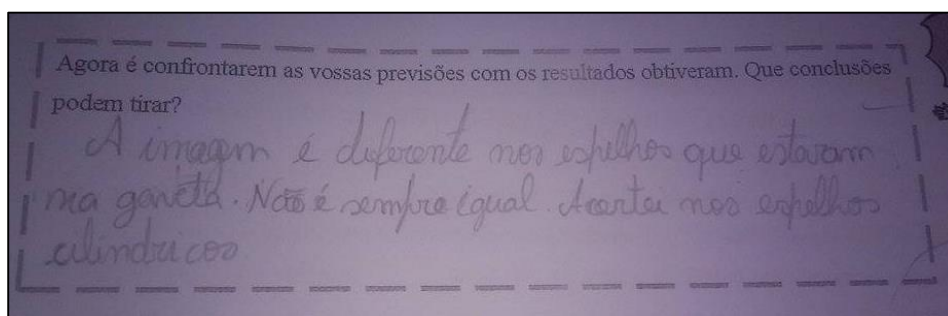 Agora é confrontarem as vossas previsões com os resultados obtiveram. Que conclusões
podem tirar?
A imagem é diferente nos espelhos que estavam
na gaveta. Não é sempre igual. Acertei nos espelhos
cilíndricos